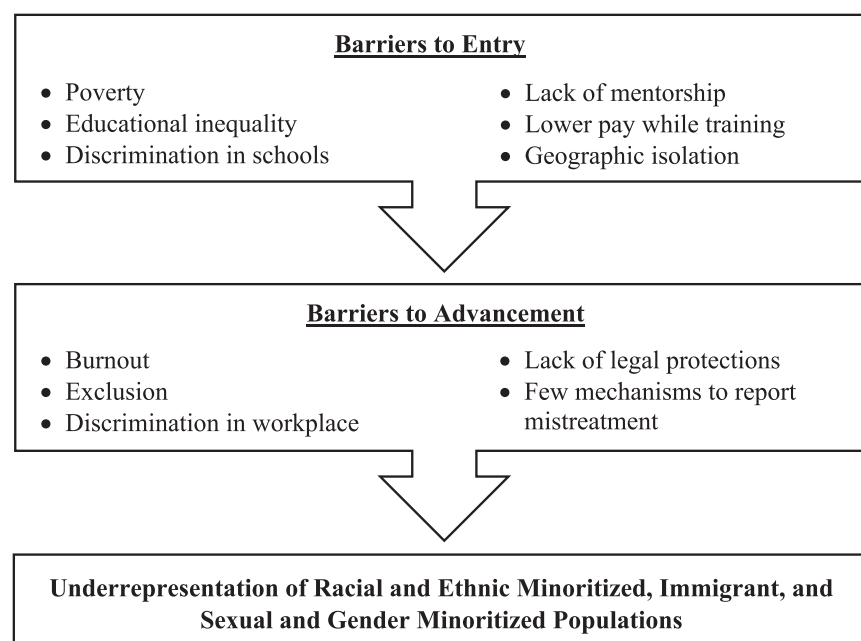 Barriers to Entry
• Poverty
• Educational inequality
• Discrimination in schools
• Lack of mentorship
• Lower pay while training
• Geographic isolation
Barriers to Advancement
• Burnout
• Exclusion
• Discrimination in workplace
• Lack of legal protections
• Few mechanisms to report
mistreatment
Underrepresentation of Racial and Ethnic Minoritized, Immigrant, and
Sexual and Gender Minoritized Populations